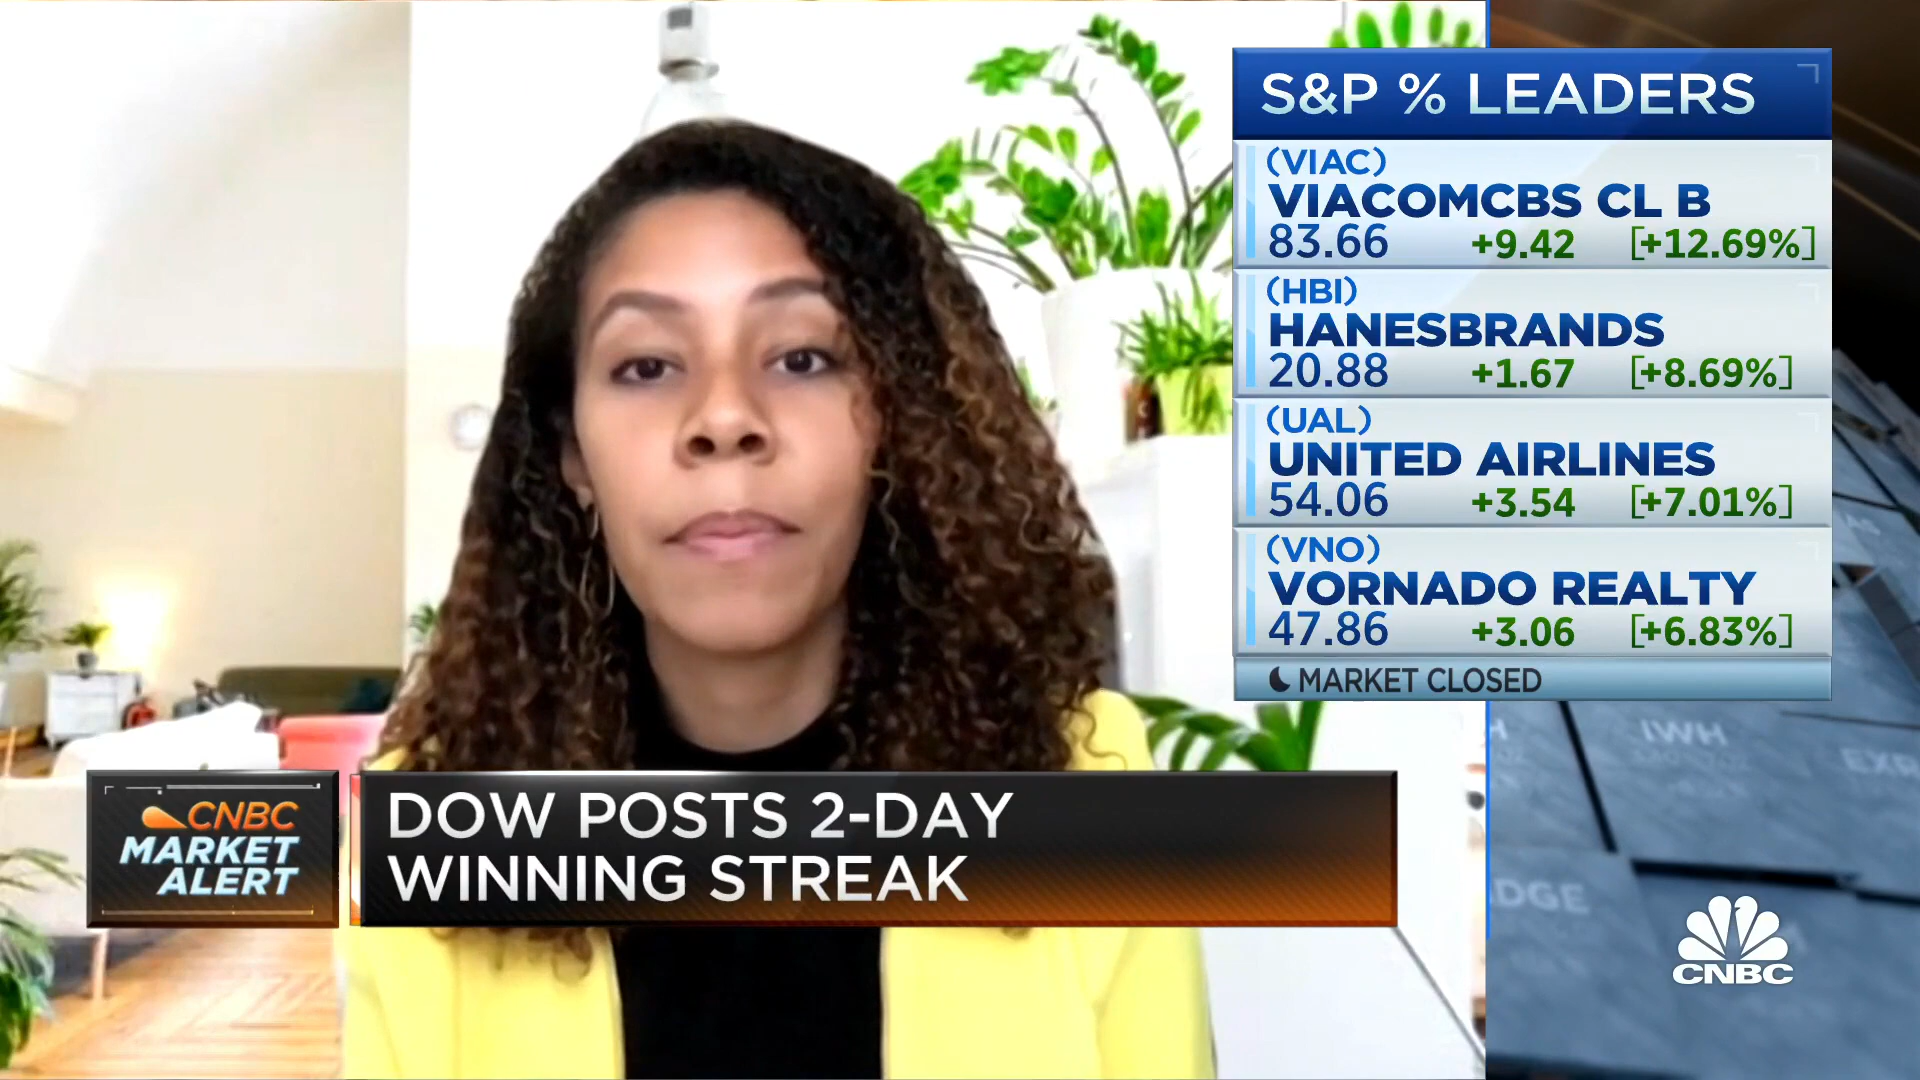 S&P % LEADERS
(VIAC)
VIACOMCBS CL B
83.66 +9.42 [+12.69%]
(HBI)
HANESBRANDS
20.88 +1.67 [+8.69%]
(UAL)
UNITED AIRLINES
54.06 +3.54 [+7.01%]
(VNO)
VORNADO REALTY
47.86 +3.06 [+6.83%]
MARKET CLOSED
IWH
CNBC
MARKET
ALERT
DOW POSTS 2-DAY
WINNING STREAK
CNBC